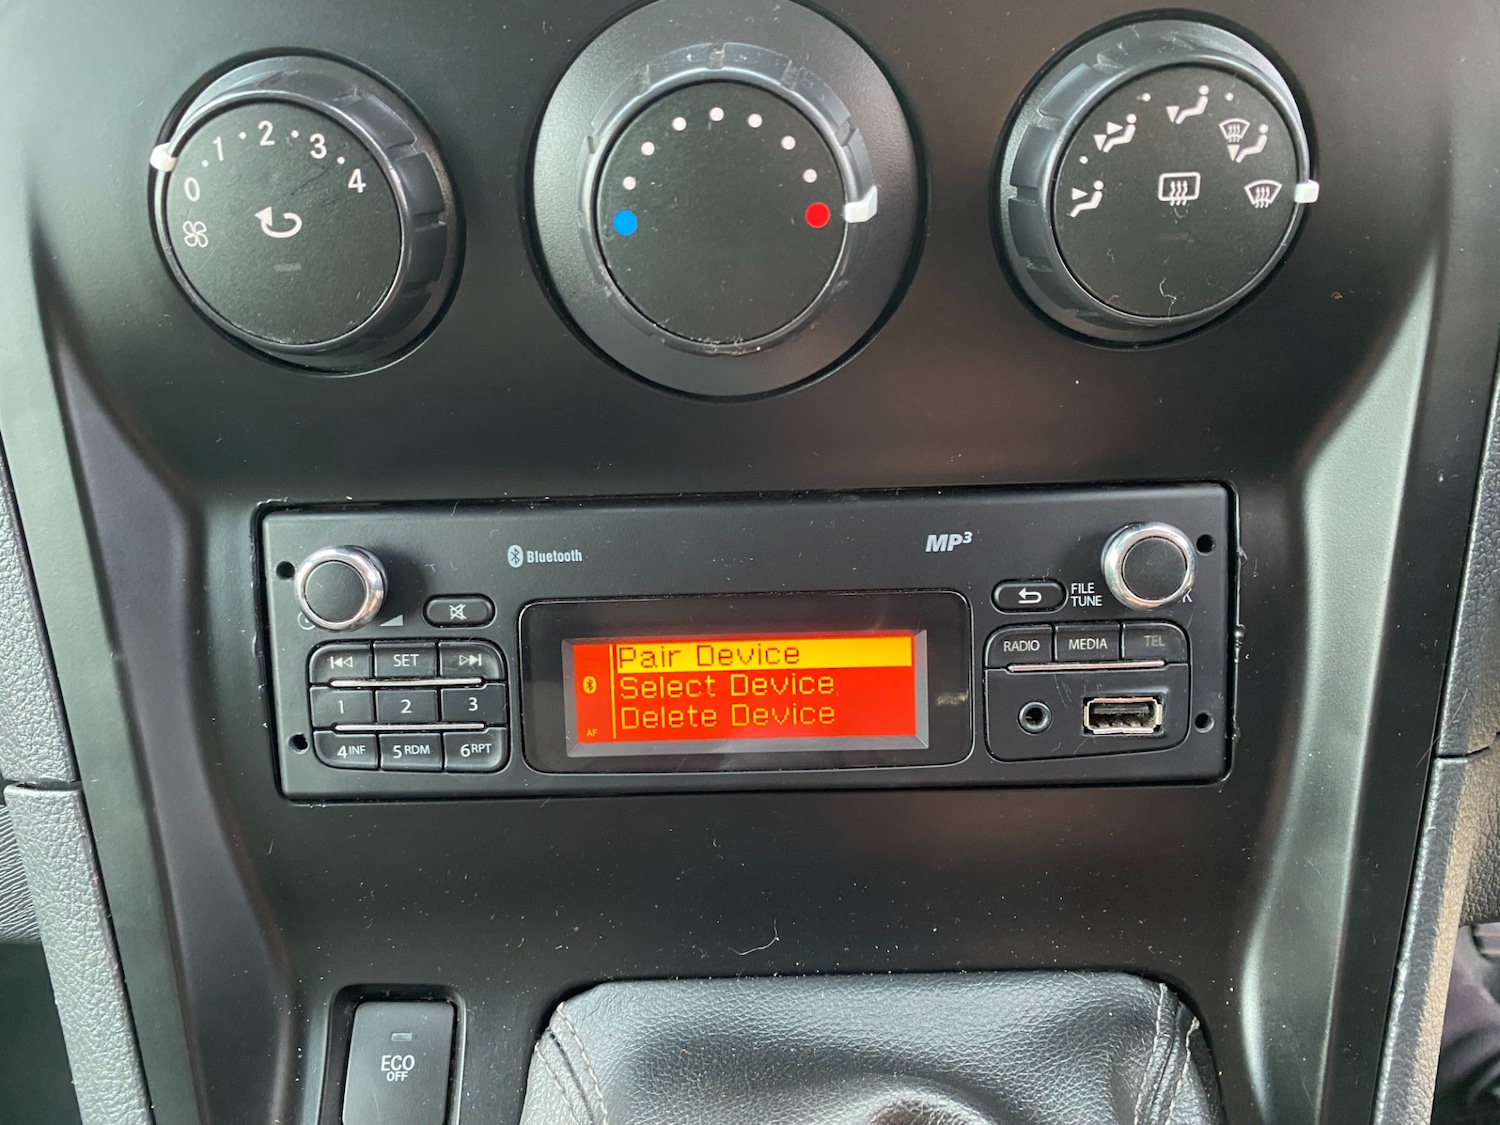 0 1 2 3 4
Bluetooth
MP3
FILE
TUNE
SET
RADIO MEDIA TEL
1 2 3
4INF 5RDM 6RPT
Pair Device
Select Device
Delete Device
AF
ECO
OFF